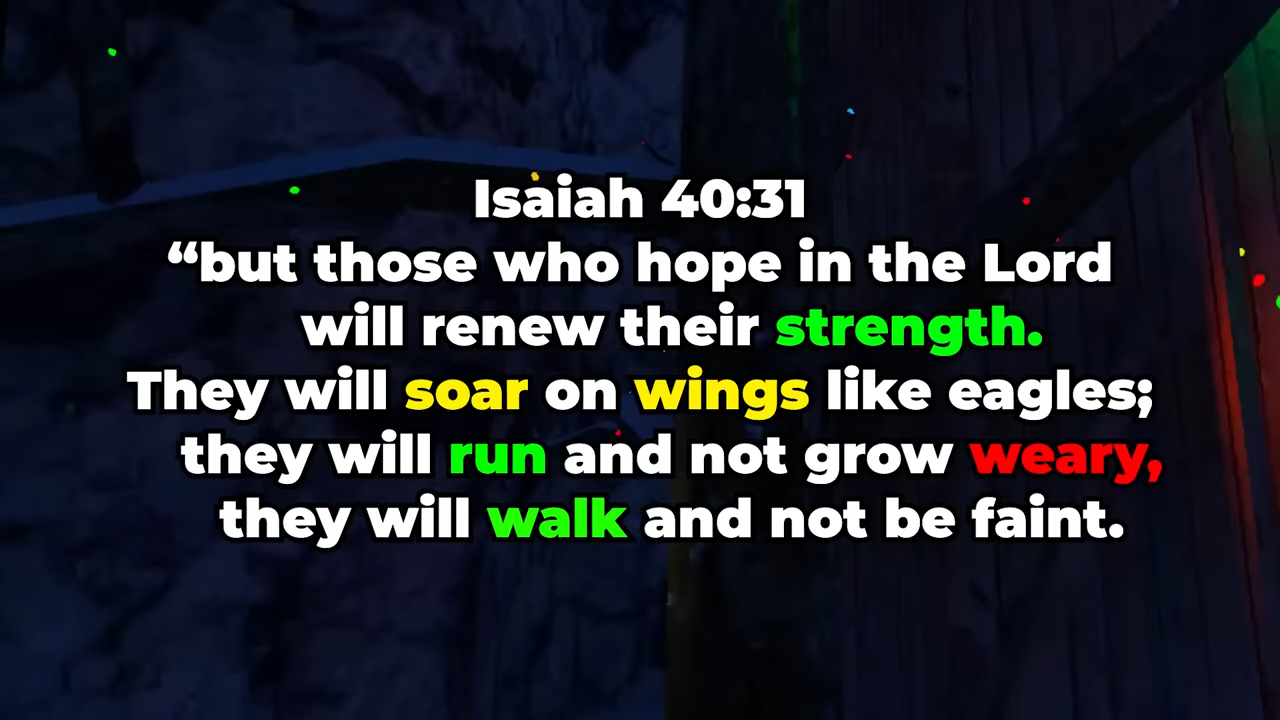 Isaiah 40:31
“but those who hope in the Lord
will renew their strength.
They will soar on wings like eagles;
they will run and not grow weary,
they will walk and not be faint.